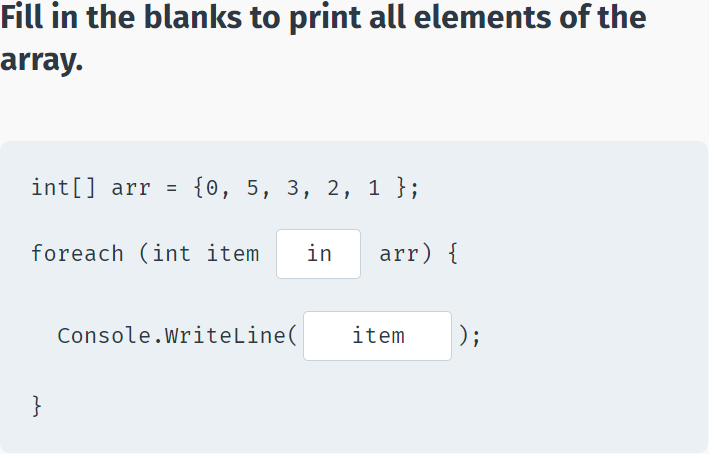 Fill in the blanks to print all elements of the
array.
int[] arr = {0, 5, 3, 2, 1 };
foreach (int item in arr) {
Console.WriteLine( item );
}